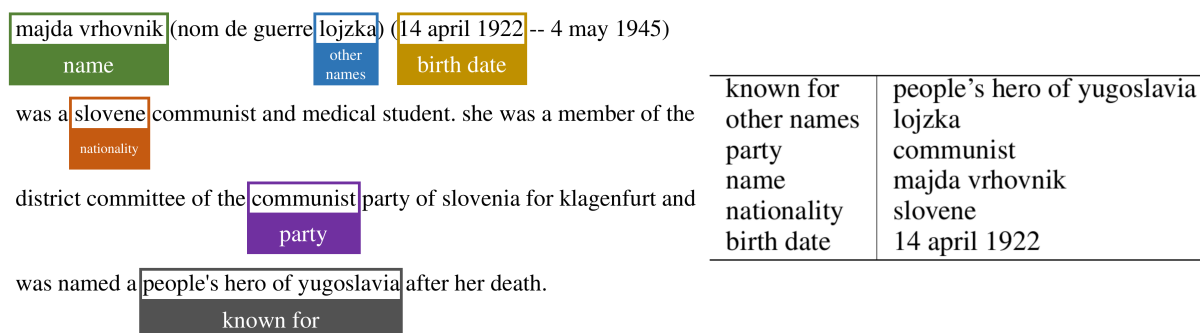 majda vrhovnik (nom de guerre lojzka) (14 april 1922 -- 4 may 1945)
name
other names
birth date
was a slovene communist and medical student. she was a member of the
nationality
district committee of the communist party of slovenia for klagenfurt and
party
was named a people's hero of yugoslavia after her death.
known for
known for people’s hero of yugoslavia
other names lojzka
party communist
name majda vrhovnik
nationality slovene
birth date 14 april 1922